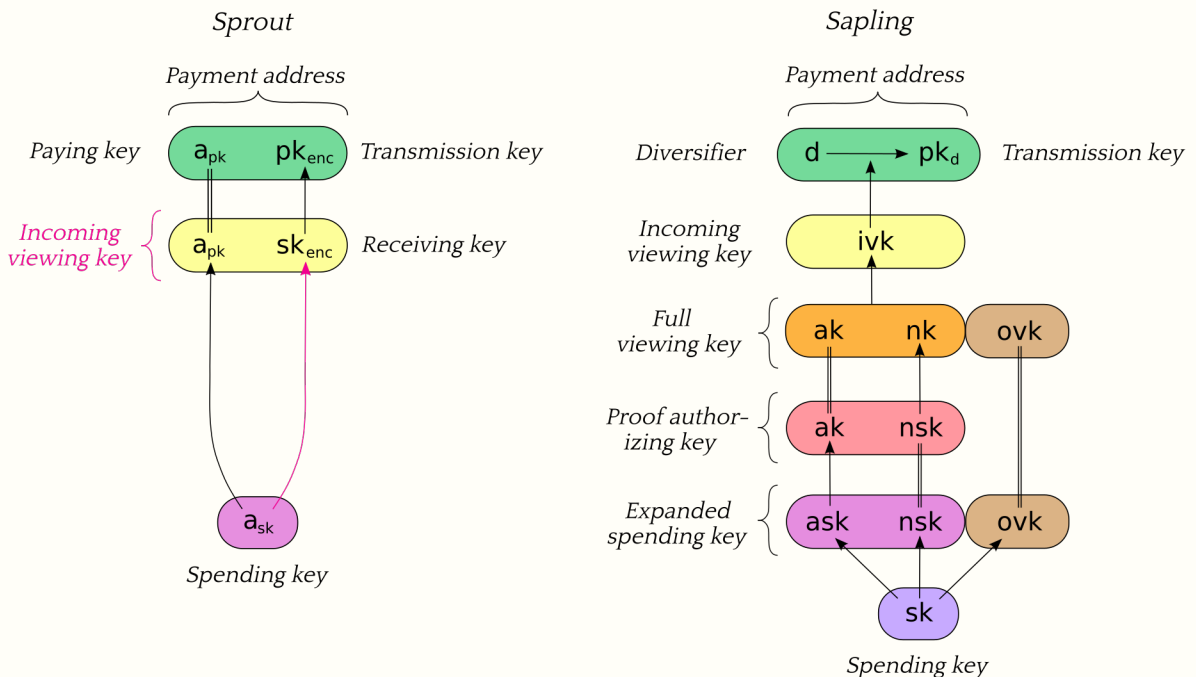 Sprout
Payment address
Paying key
a_pk
pk_enc
Transmission key
Incoming
viewing key
a_pk
sk_enc
Receiving key
a_sk
Spending key
Sapling
Payment address
Diversifier
d
pk_d
Transmission key
Incoming
viewing key
ivk
Full
viewing key
ak
nk
ovk
Proof author-
izing key
ak
nsk
Expanded
spending key
ask
nsk
ovk
sk
Spending key